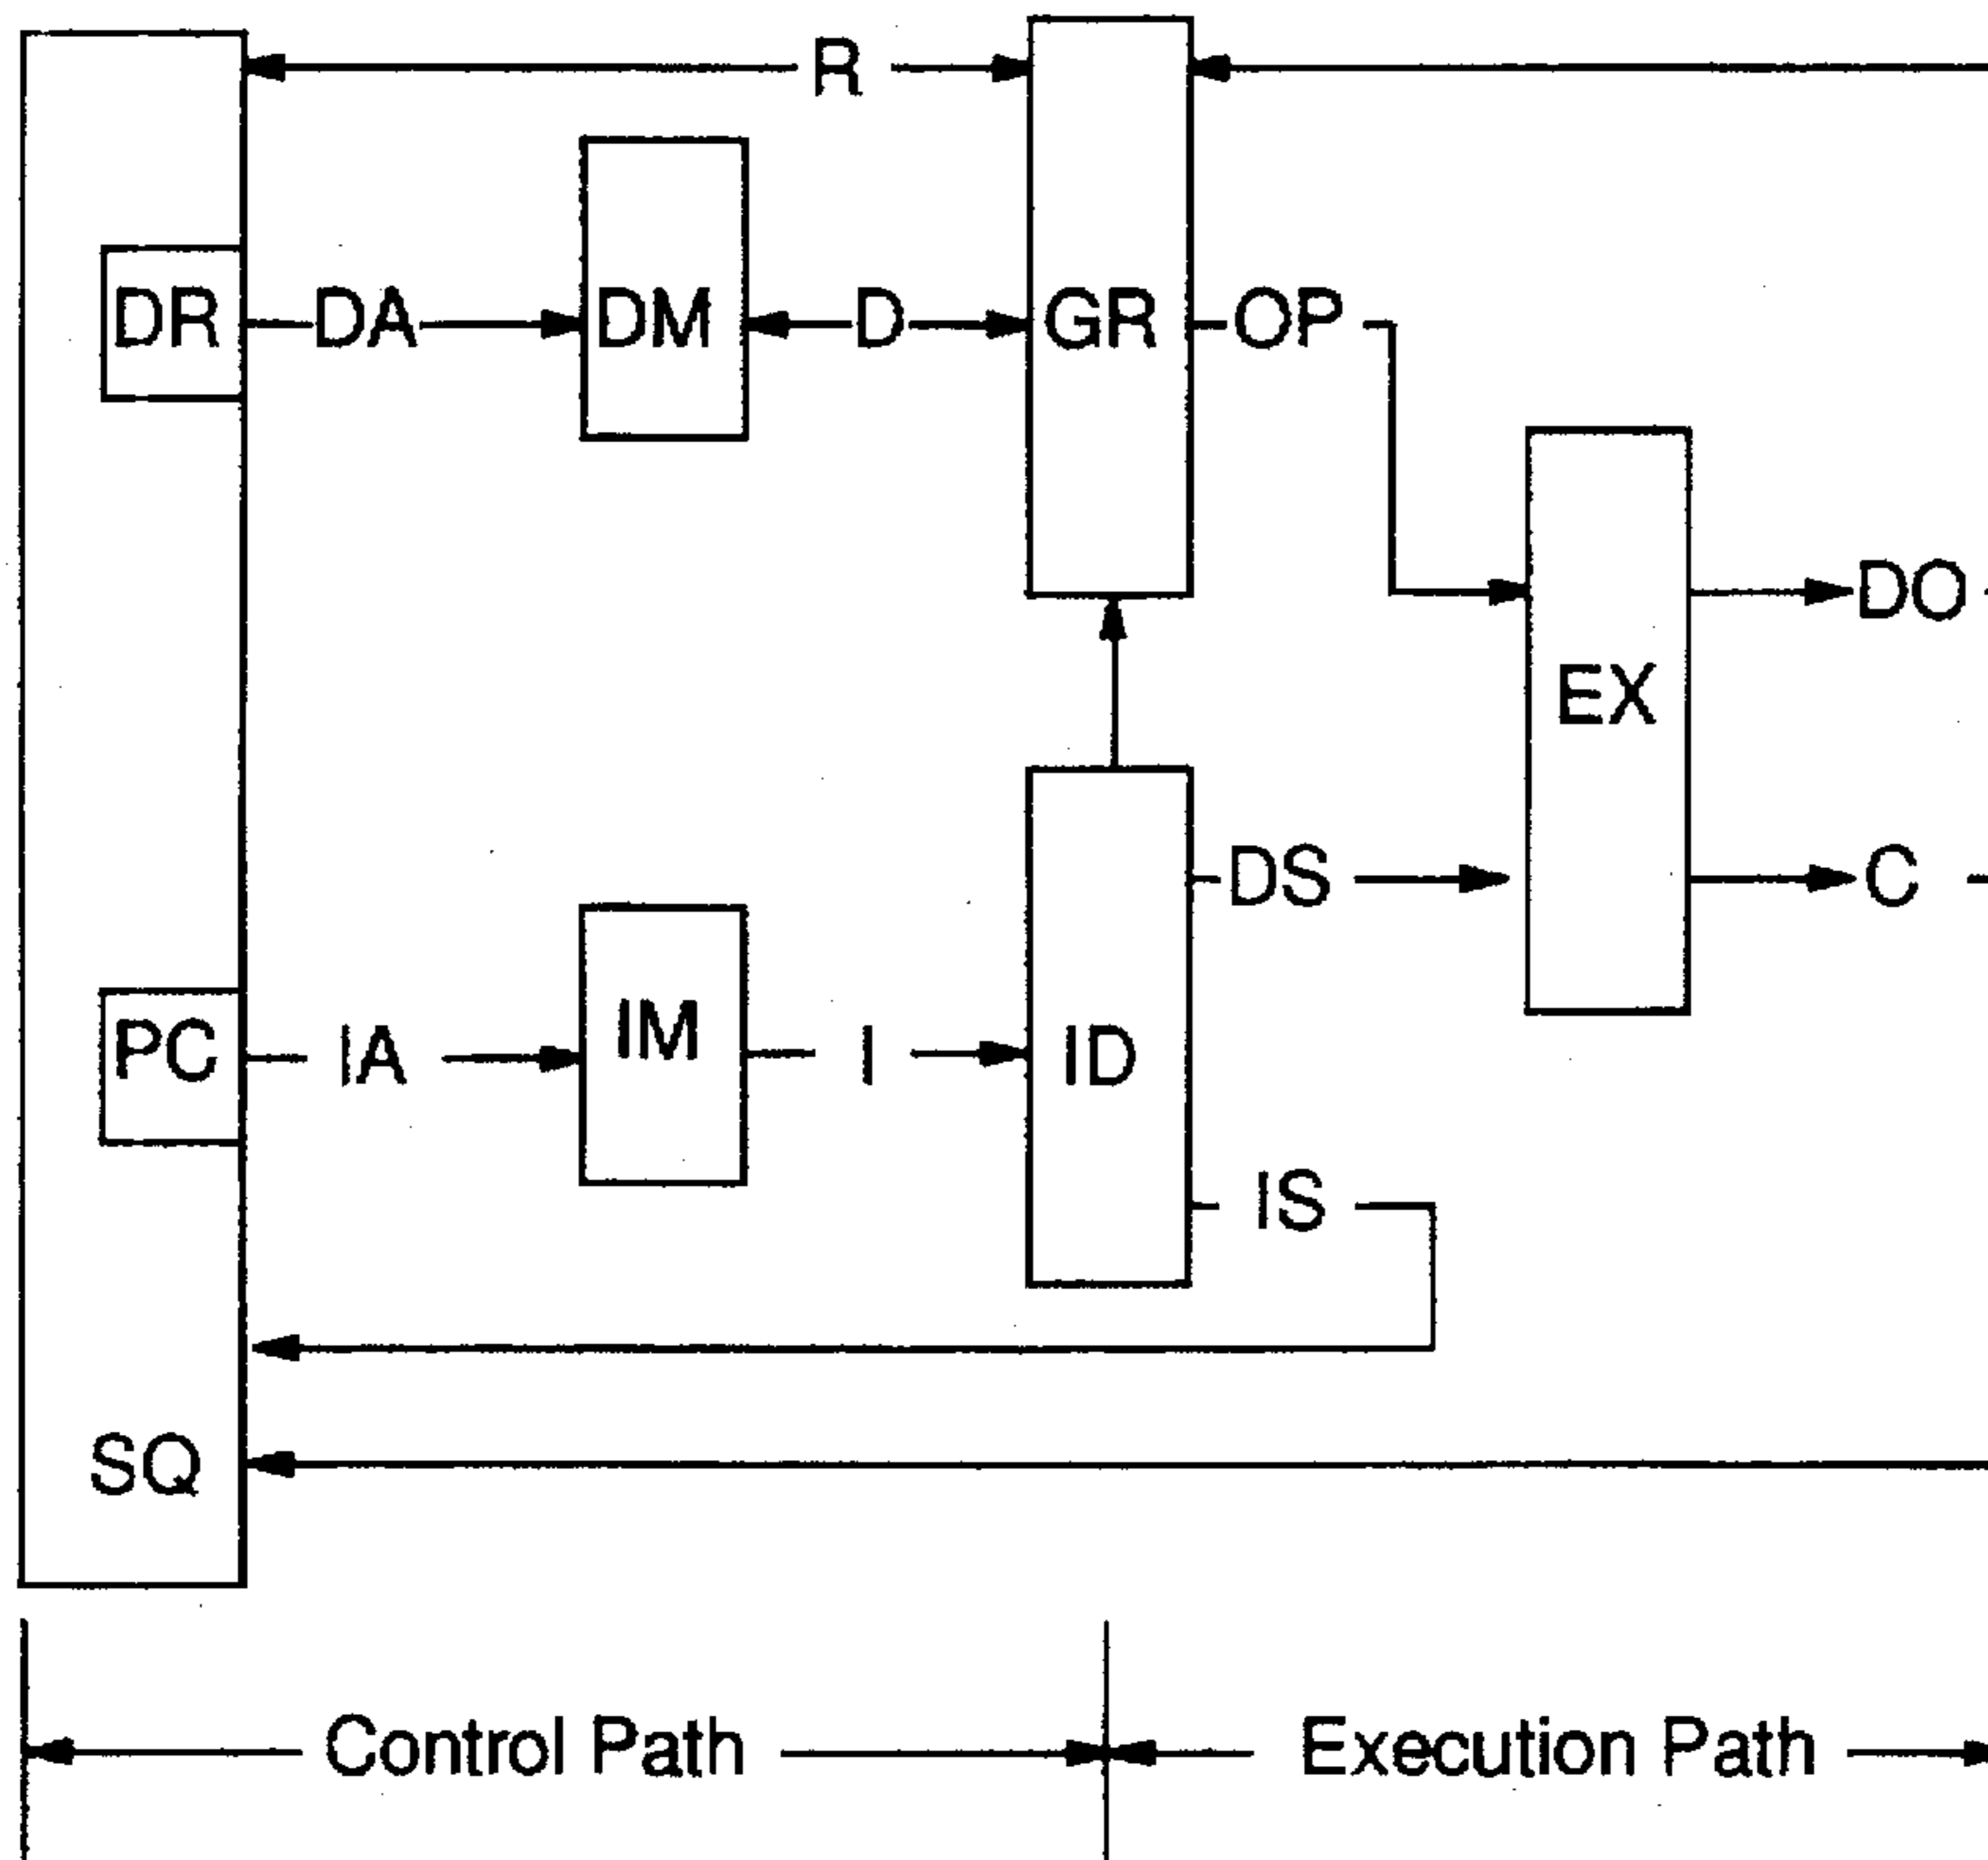 R
DR DA DM D GR OP
DO
EX
DS C
PC IA IM I ID
IS
SQ
Control Path Execution Path